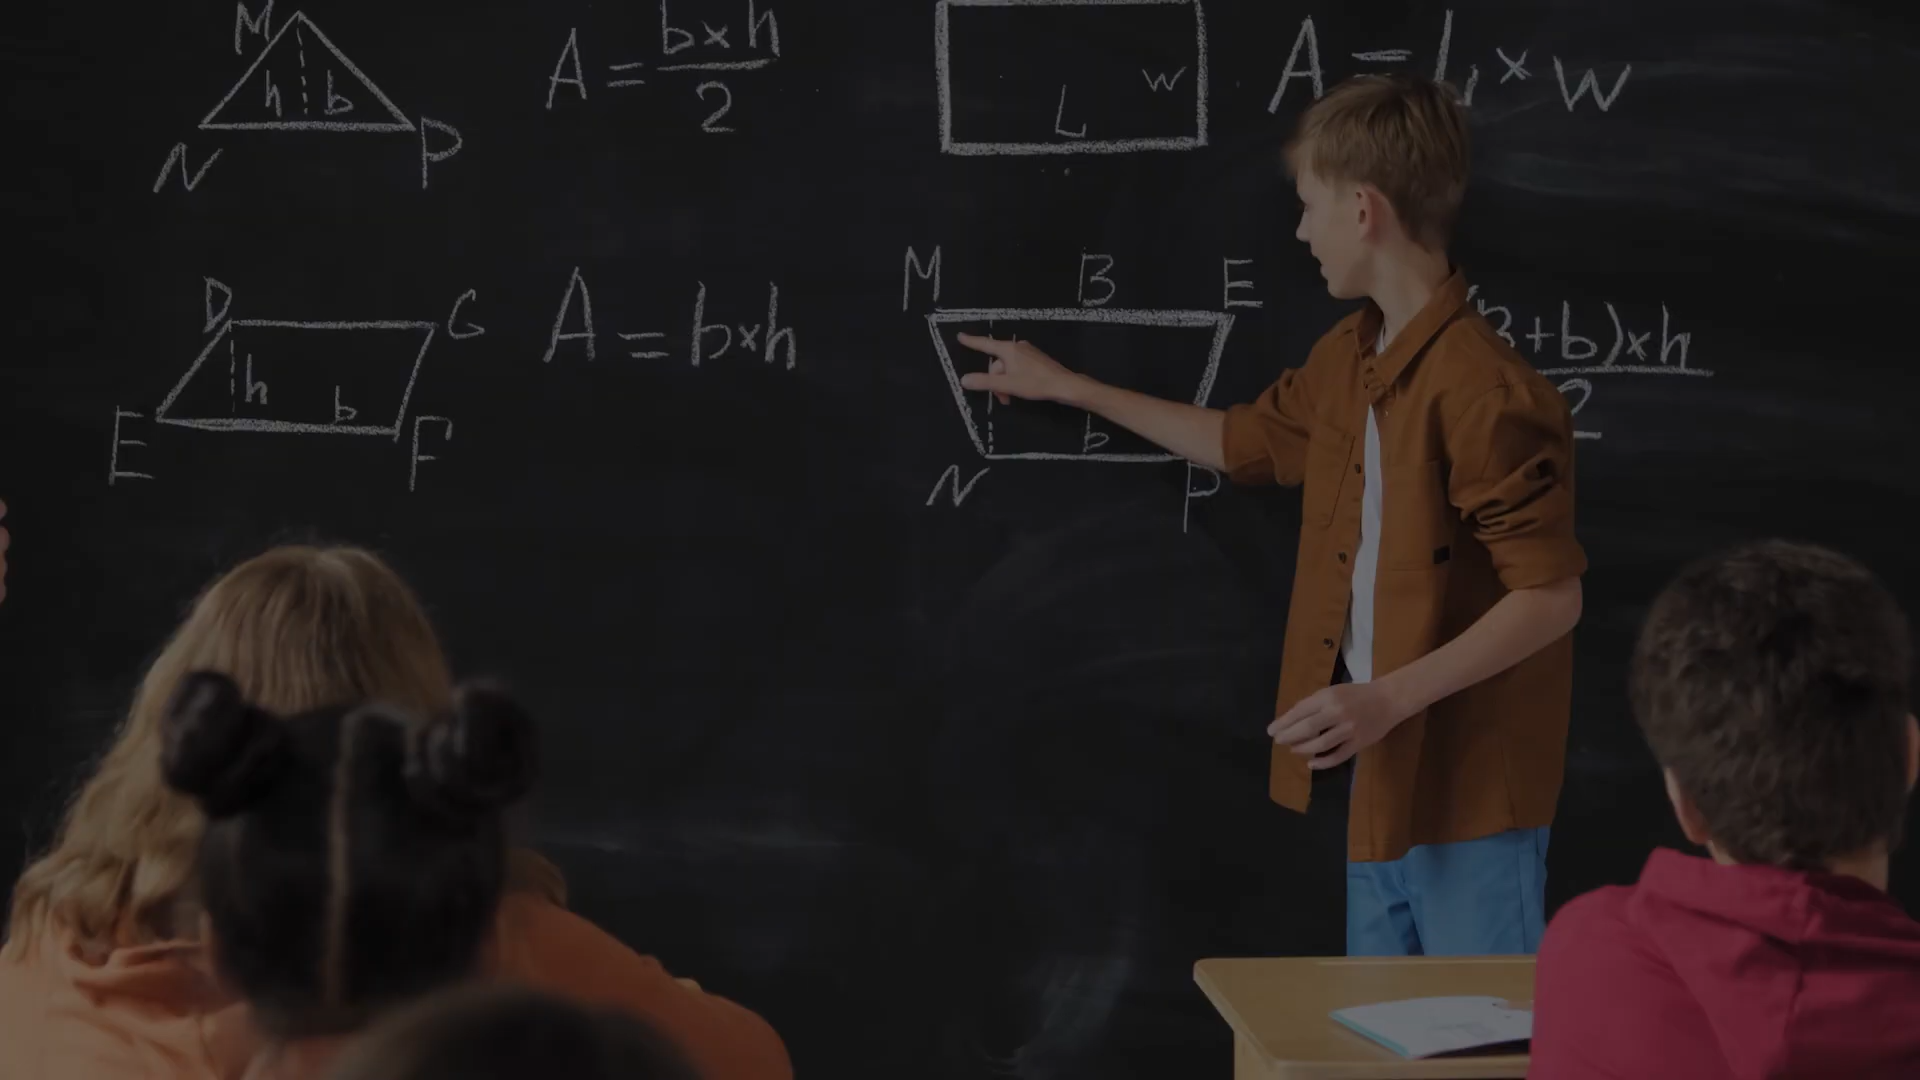 M
h b
N P
A = b×h
2
W
L
A = L × W
D G
h b
E F
A = b×h
M B E
b
N P
+b)×h
2